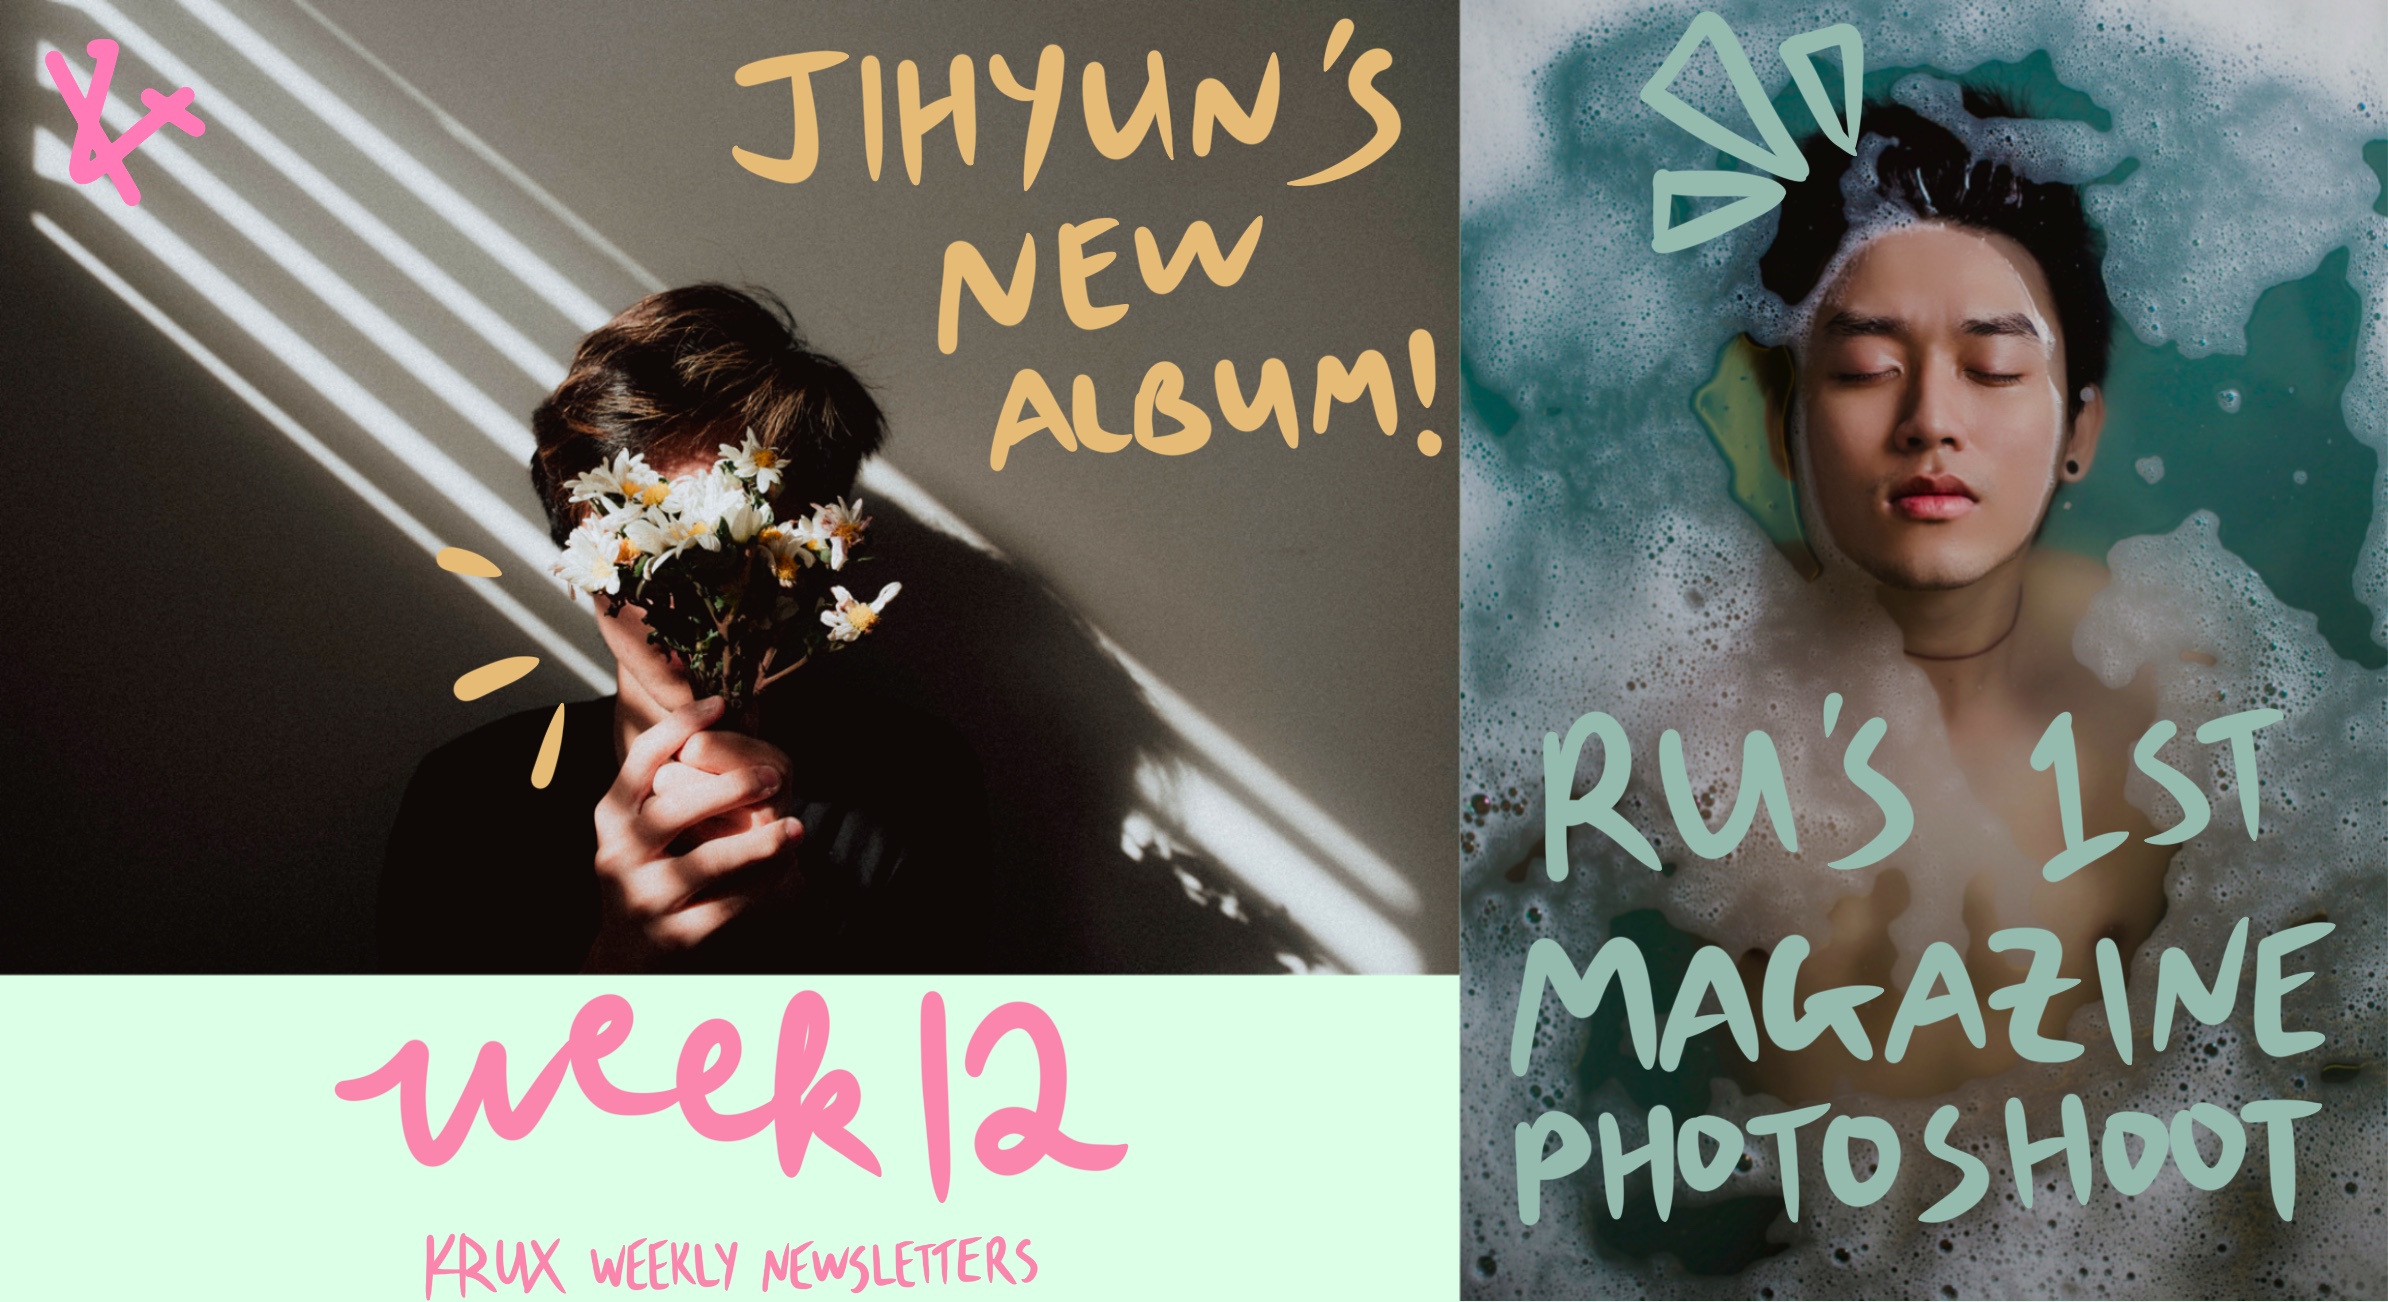 JIHYUN'S
NEW
ALBUM!
RU'S 1ST
MAGAZINE
PHOTOSHOOT
week 12
KRUX WEEKLY NEWSLETTERS